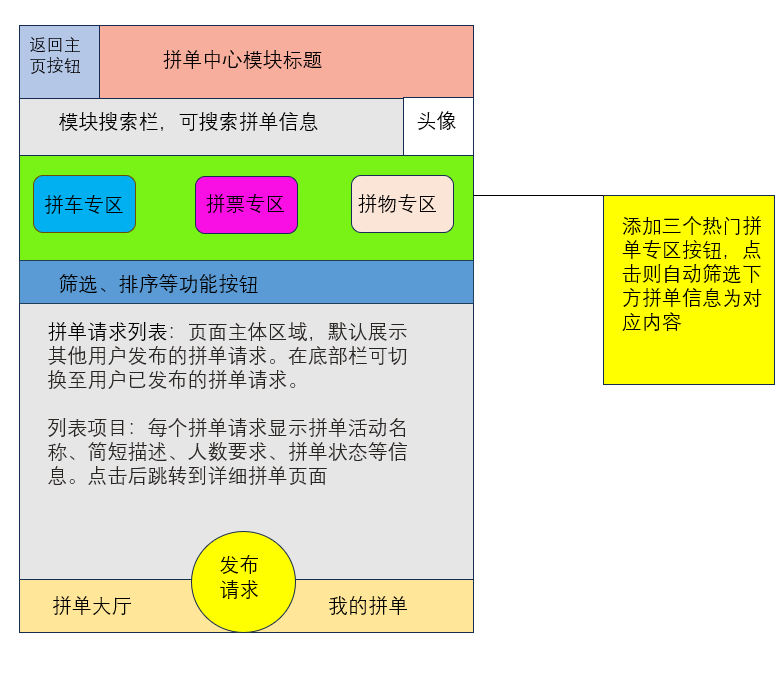 返回主
页按钮
拼单中心模块标题
模块搜索栏，可搜索拼单信息
头像
拼车专区
拼票专区
拼物专区
添加三个热门拼
单专区按钮，点
击则自动筛选下
方拼单信息为对
应内容
筛选、排序等功能按钮
拼单请求列表：页面主体区域，默认展示
其他用户发布的拼单请求。在底部栏可切
换至用户已发布的拼单请求。
列表项目：每个拼单请求显示拼单活动名
称、简短描述、人数要求、拼单状态等信
息。点击后跳转到详细拼单页面
发布
请求
拼单大厅
我的拼单